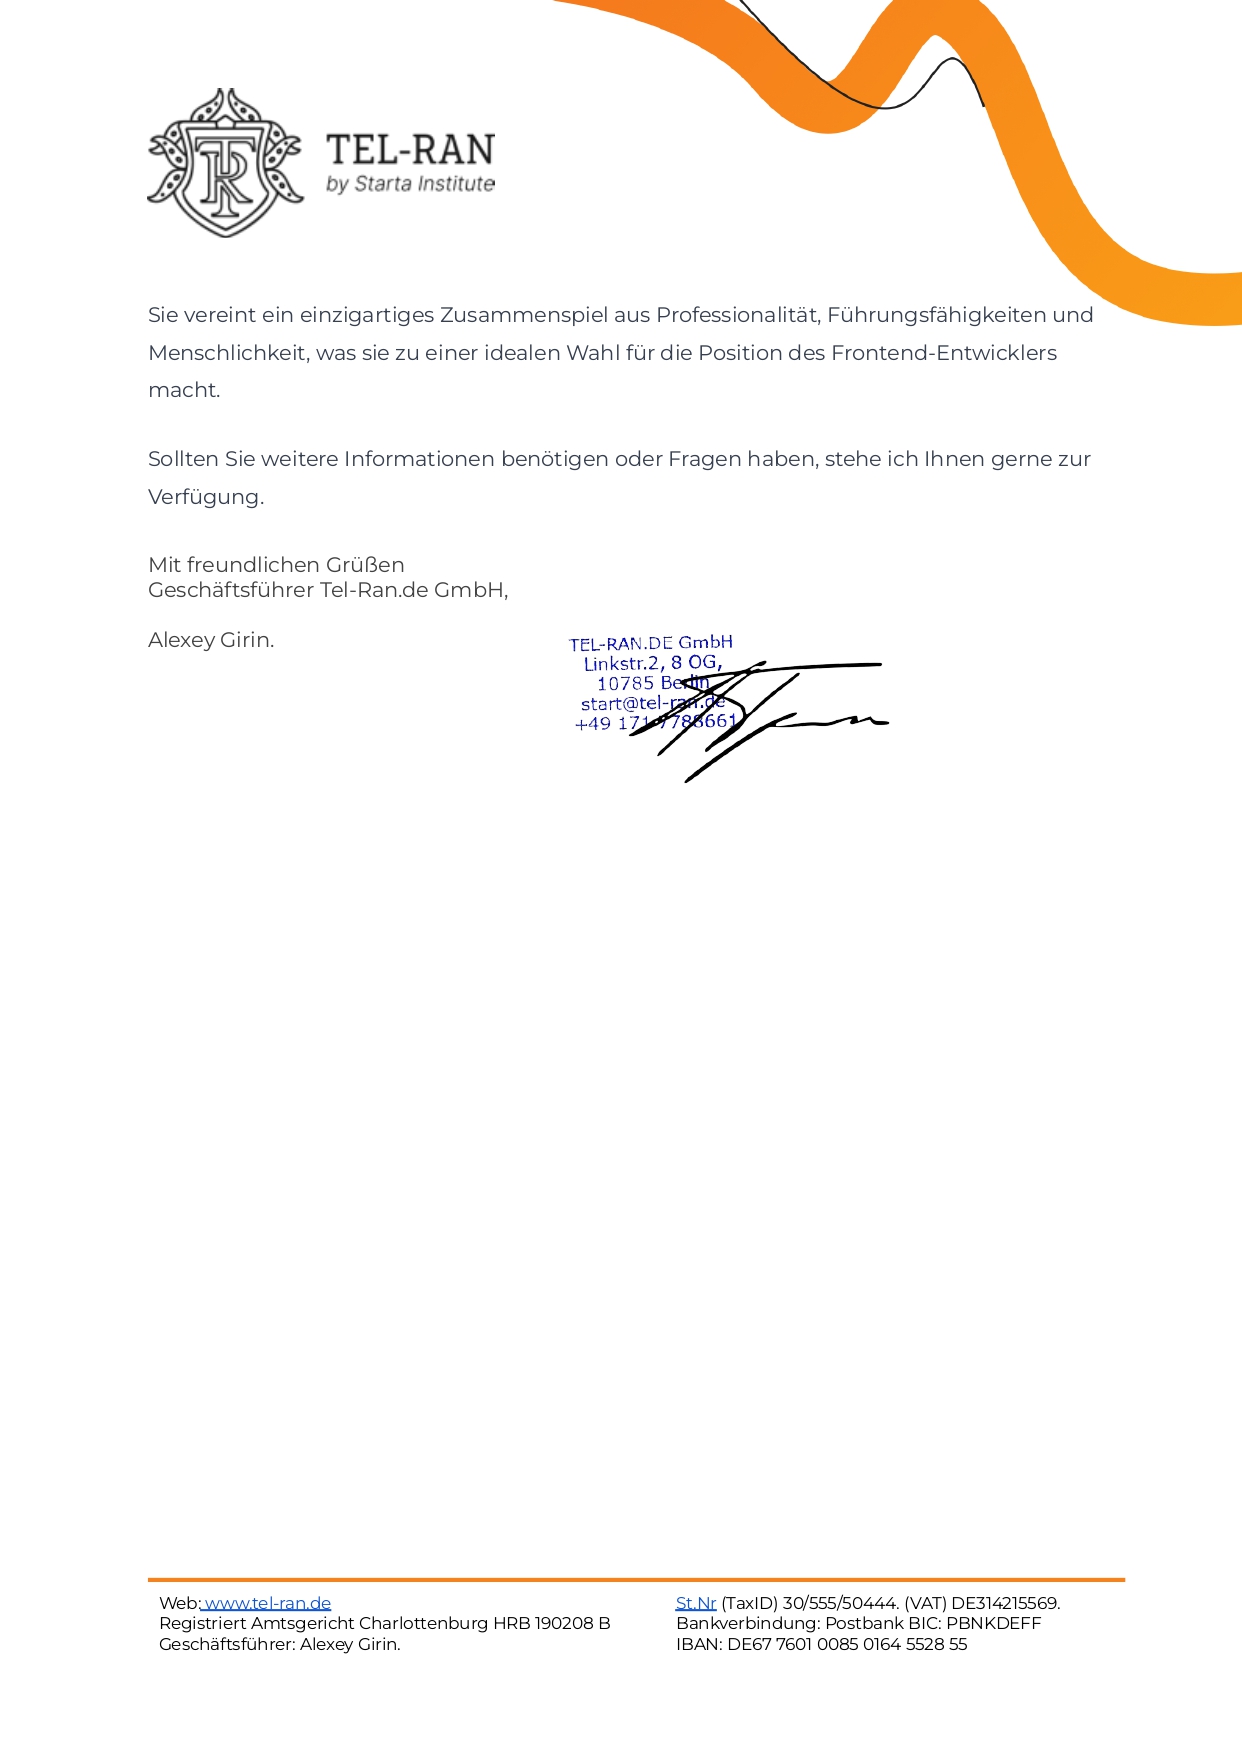 TEL-RAN
by Starta Institute
Sie vereint ein einzigartiges Zusammenspiel aus Professionalität, Führungsfähigkeiten und
Menschlichkeit, was sie zu einer idealen Wahl für die Position des Frontend-Entwicklers
macht.
Sollten Sie weitere Informationen benötigen oder Fragen haben, stehe ich Ihnen gerne zur
Verfügung.
Mit freundlichen Grüßen
Geschäftsführer Tel-Ran.de GmbH,
Alexey Girin.
TEL-RAN.DE GmbH
Linkstr.2, 8 OG,
10785 Berlin
start@tel-ran.de
+49 171 7788661
Web: www.tel-ran.de
Registriert Amtsgericht Charlottenburg HRB 190208 B
Geschäftsführer: Alexey Girin.
St.Nr (TaxID) 30/555/50444. (VAT) DE314215569.
Bankverbindung: Postbank BIC: PBNKDEFF
IBAN: DE67 7601 0085 0164 5528 55